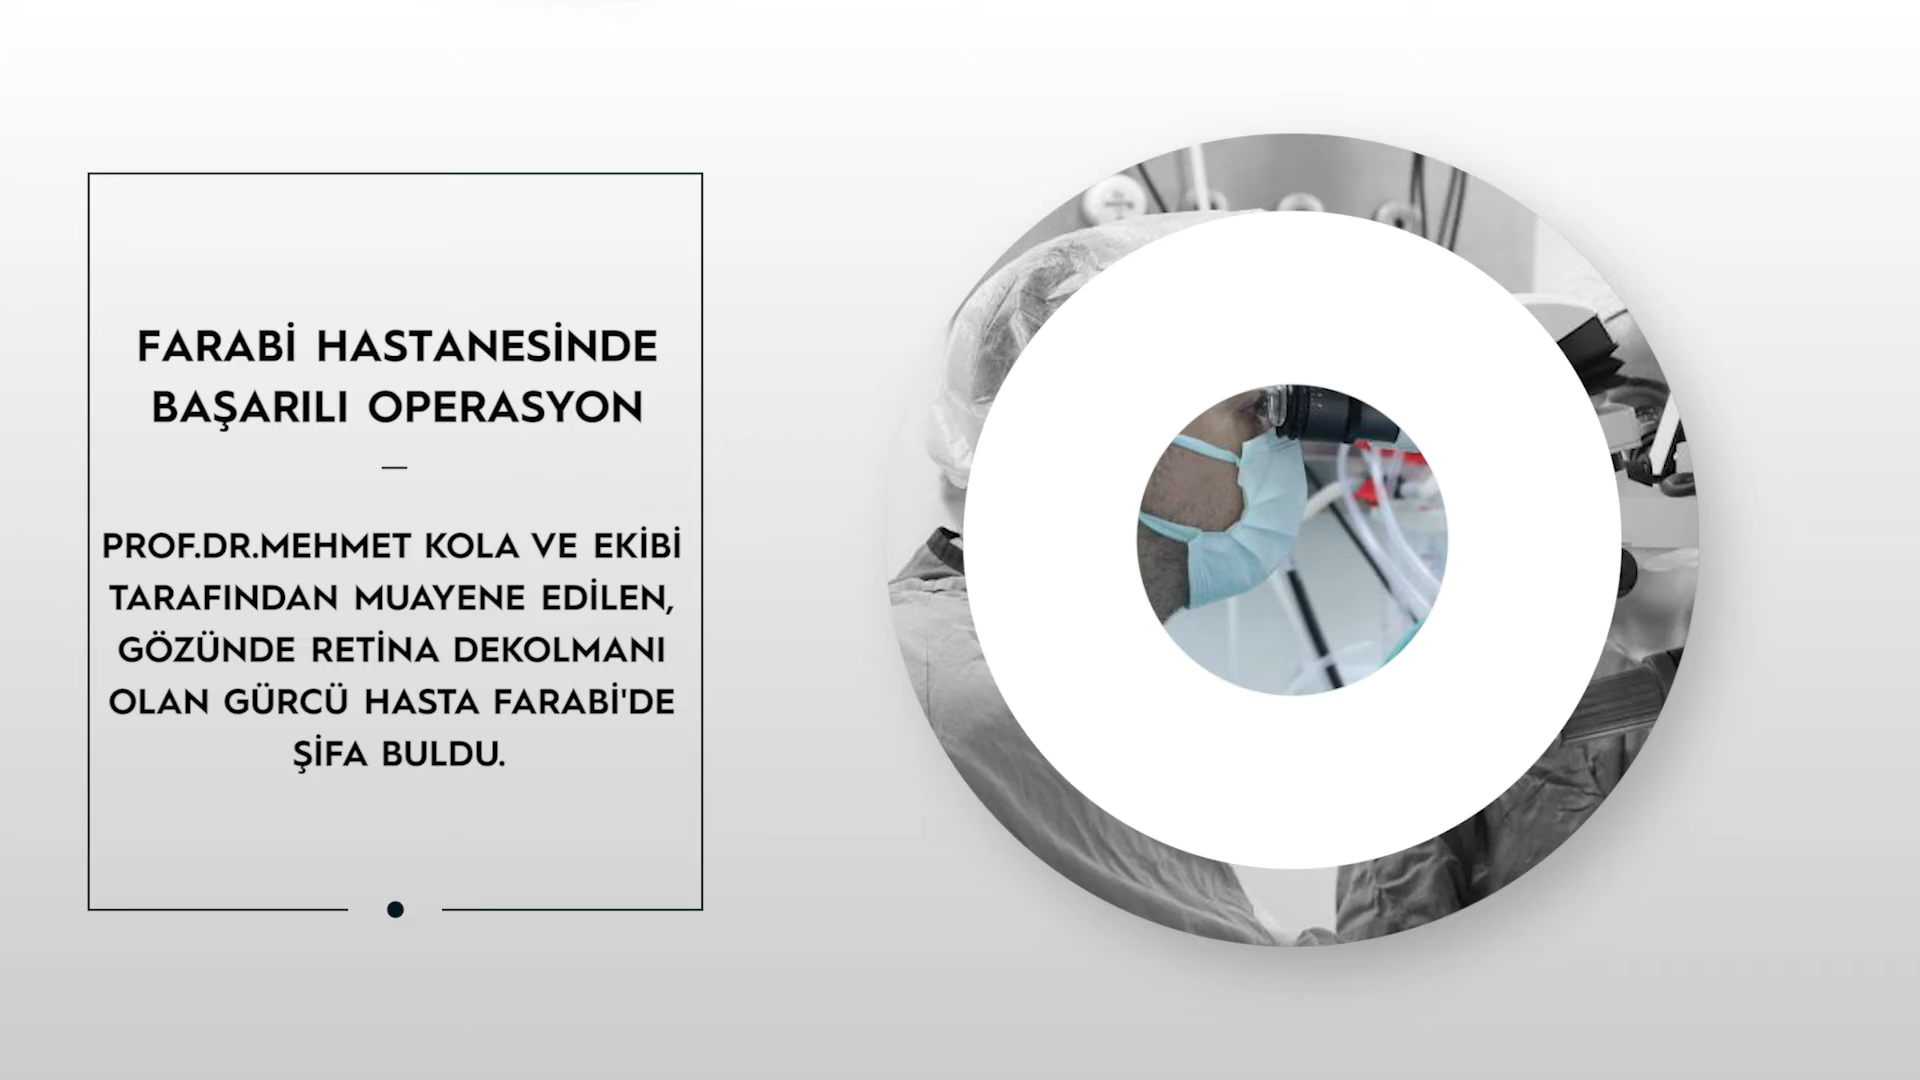 FARABİ HASTANESİNDE
BAŞARILI OPERASYON
—
PROF.DR.MEHMET KOLA VE EKİBİ
TARAFINDAN MUAYENE EDİLEN,
GÖZÜNDE RETİNA DEKOLMANI
OLAN GÜRCÜ HASTA FARABİ'DE
ŞİFA BULDU.